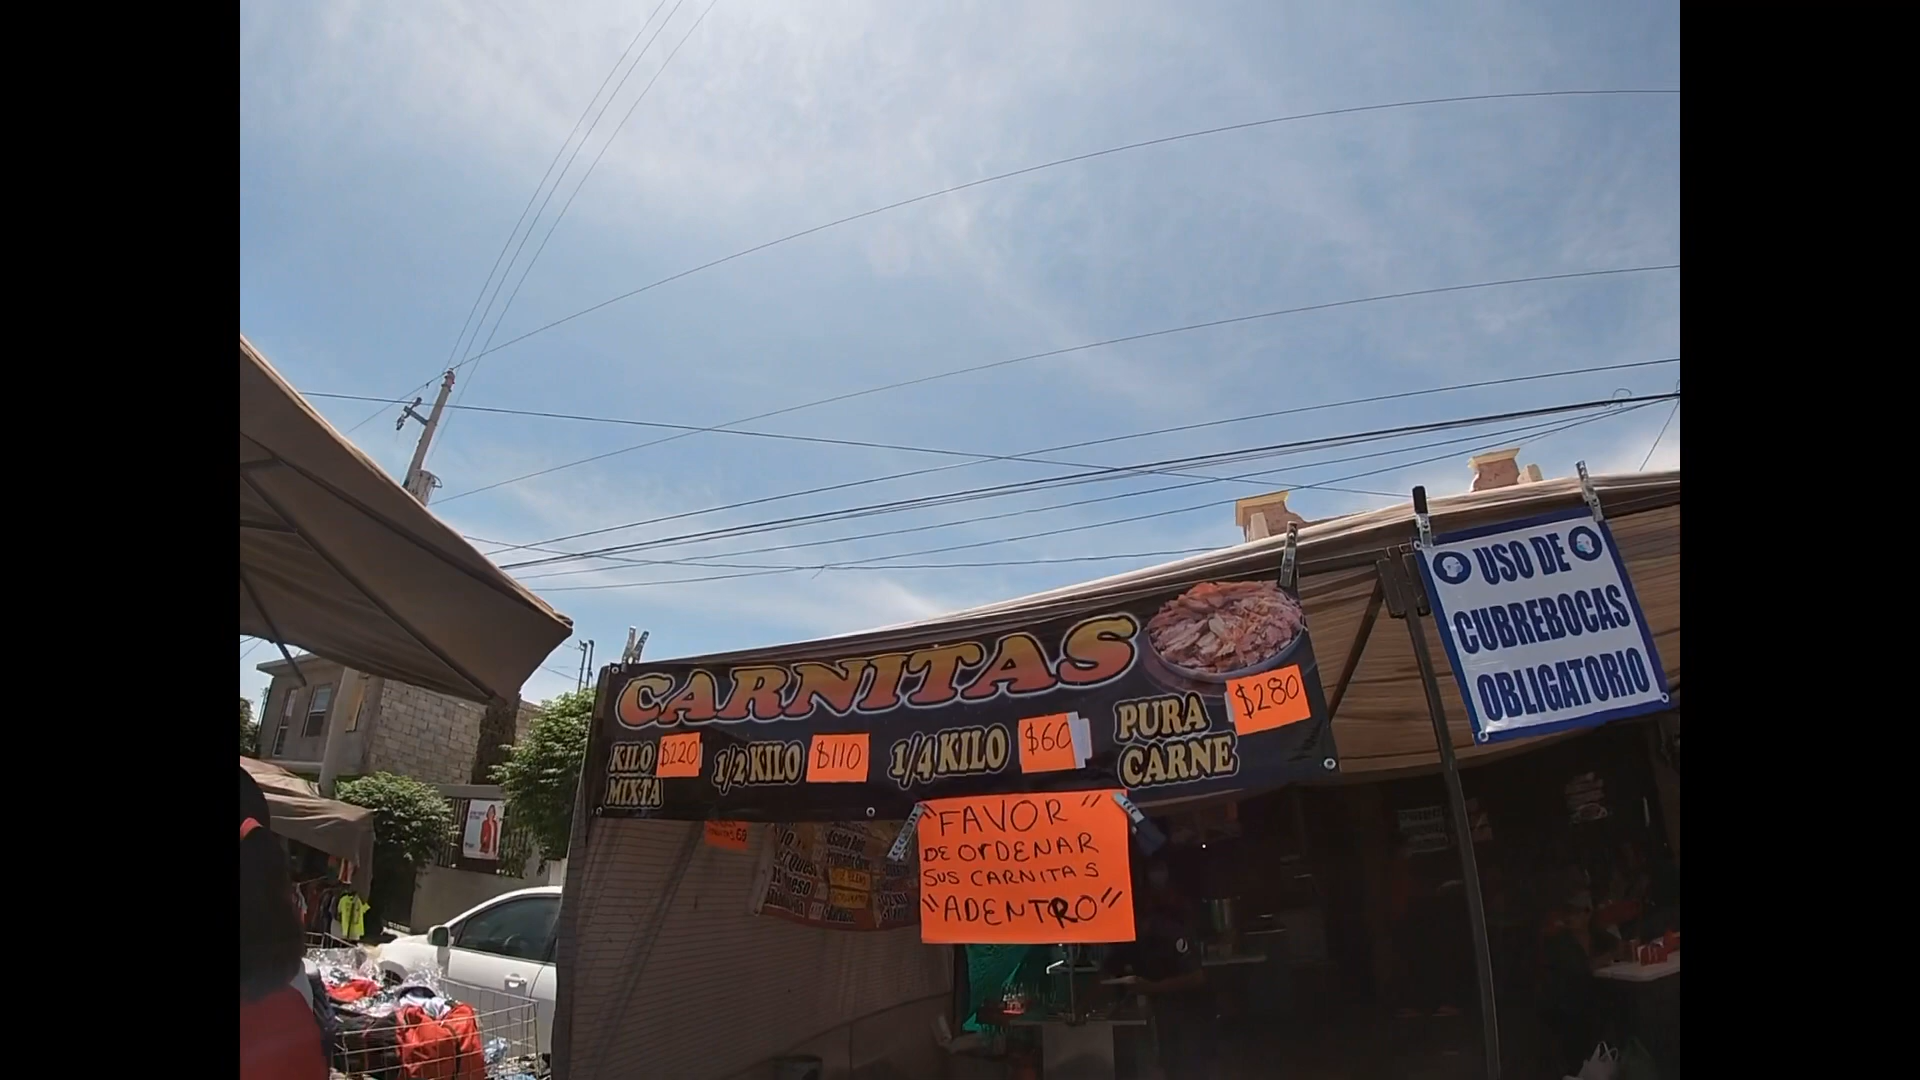 CARNITAS
KILO MIXTA $220
1/2 KILO $110
1/4 KILO $60
PURA CARNE $280
"FAVOR"
DE OrDENAR
SUS CARNITAS
"ADENTRO"
USO DE
CUBREBOCAS
OBLIGATORIO